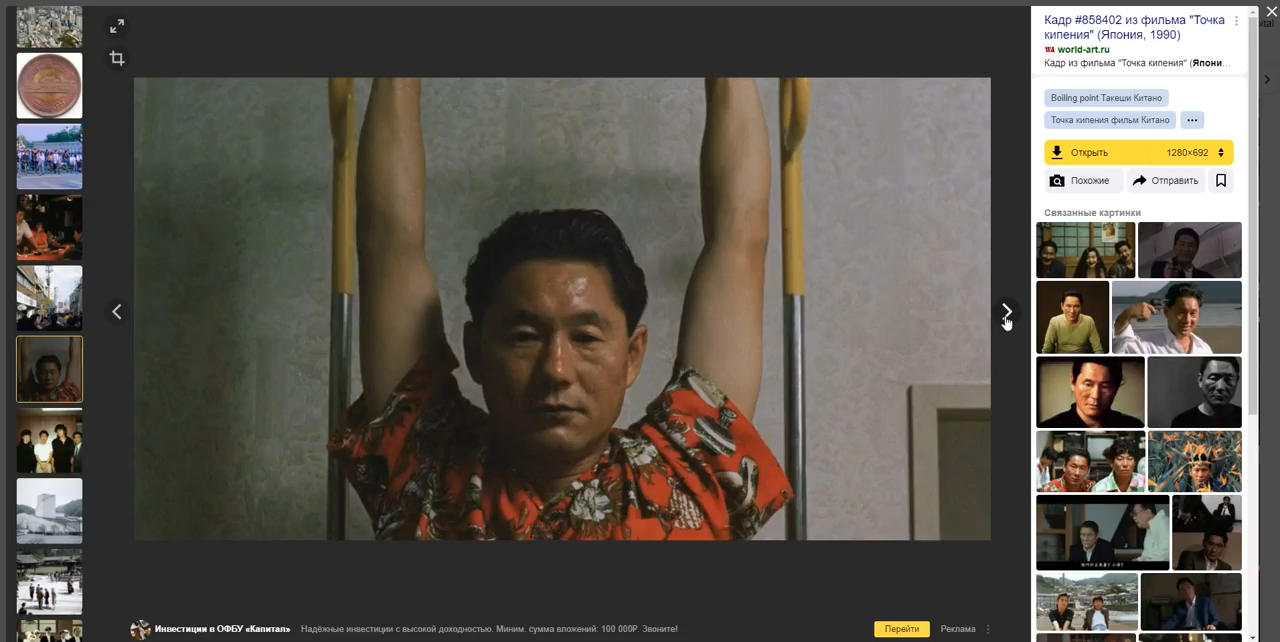 Кадр #858402 из фильма "Точка
кипения" (Япония, 1990)
WA world-art.ru
Кадр из фильма "Точка кипения" (Япони...
Boiling point Такеши Китано
Точка кипения фильм Китано
Открыть
1280×692
Похожие
Отправить
Связанные картинки
Инвестиции в ОФБУ «Капитал»
Надёжные инвестиции с высокой доходностью. Миним. сумма вложений: 100 000₽. Звоните!
Перейти
Реклама